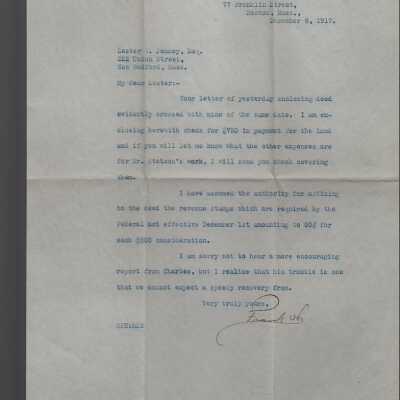 77 Franklin Street,
Boston, Mass.,
December 8, 1917.
Lester W. Jenney, Esq.
222 Union Street,
New Bedford, Mass.
My dear Lester:-
Your letter of yesterday enclosing deed
evidently crossed with mine of the same date. I am en-
closing herewith check for $750 in payment for the land
and if you will let me know what the other expenses are
for Mr. Stetson's work, I will send you check covering
them.
I have assumed the authority for affixing
to the deed the revenue stamps which are required by the
Federal act effective December 1st amounting to 50¢ for
each $500 consideration.
I am sorry not to hear a more encouraging
report from Charles, but I realize that his trouble is one
that we cannot expect a speedy recovery from.
Very truly yours,
Frank